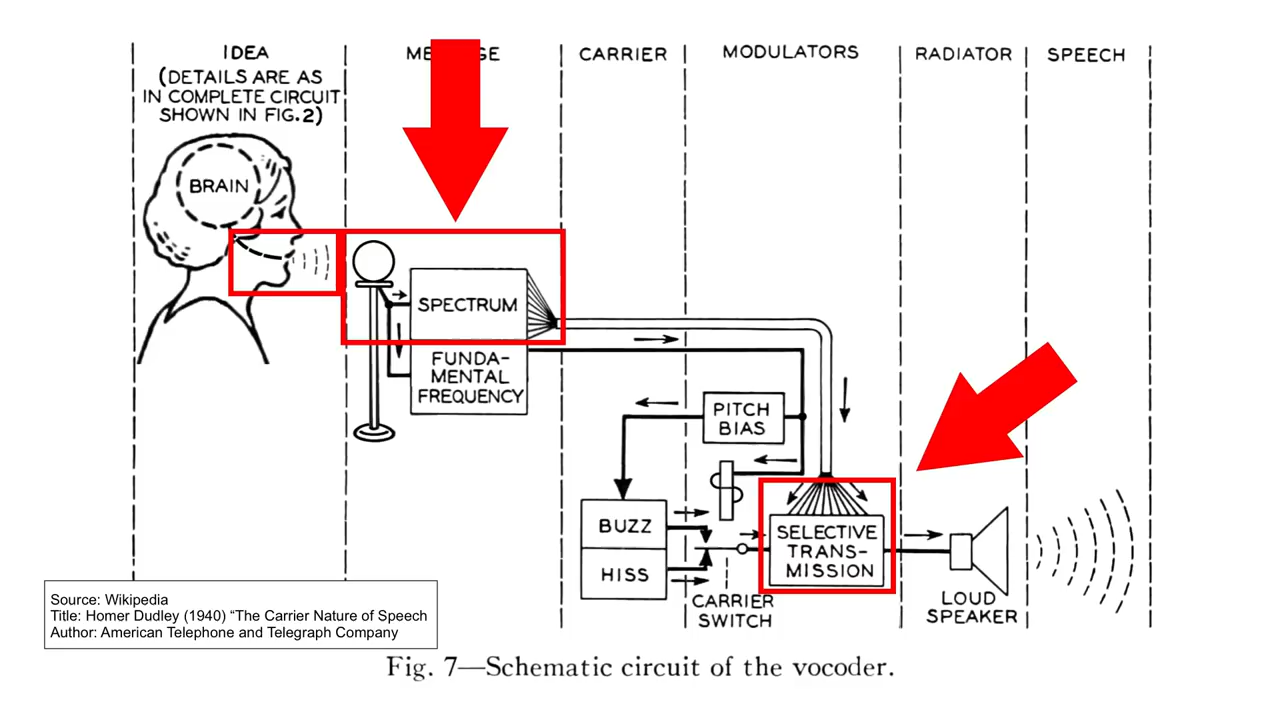 IDEA
(DETAILS ARE AS
IN COMPLETE CIRCUIT
SHOWN IN FIG.2)
CARRIER
MODULATORS
RADIATOR
SPEECH
BRAIN
SPECTRUM
FUNDA-
MENTAL
FREQUENCY
PITCH
BIAS
BUZZ
HISS
CARRIER
SWITCH
SELECTIVE
TRANS-
MISSION
LOUD
SPEAKER
Source: Wikipedia
Title: Homer Dudley (1940) “The Carrier Nature of Speech
Author: American Telephone and Telegraph Company
Fig. 7—Schematic circuit of the vocoder.